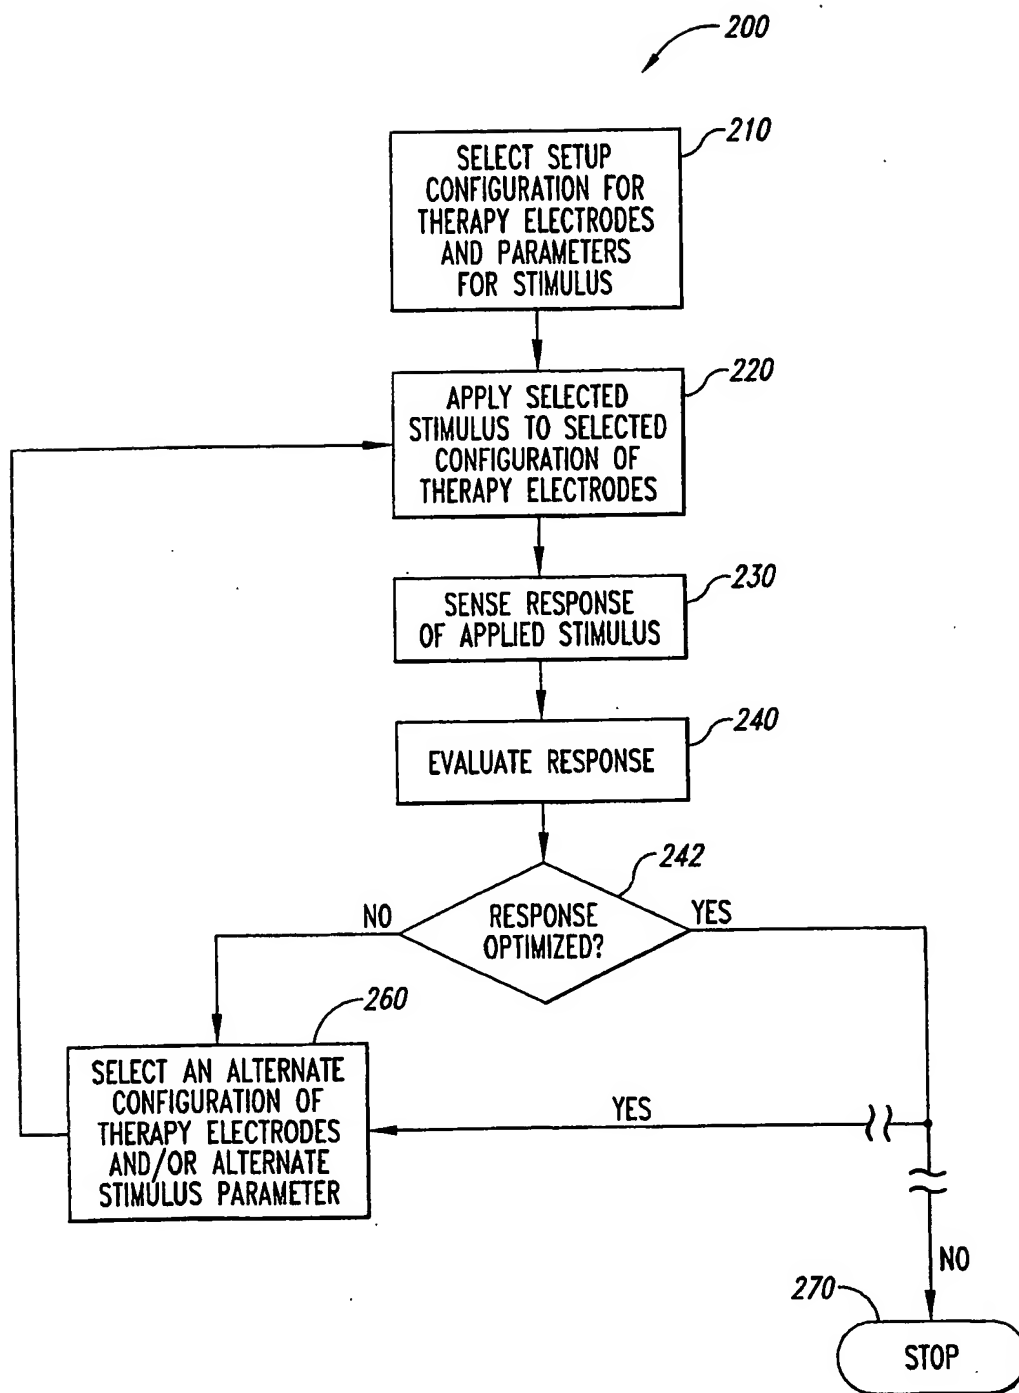 200
210
SELECT SETUP
CONFIGURATION FOR
THERAPY ELECTRODES
AND PARAMETERS
FOR STIMULUS
220
APPLY SELECTED
STIMULUS TO SELECTED
CONFIGURATION OF
THERAPY ELECTRODES
230
SENSE RESPONSE
OF APPLIED STIMULUS
240
EVALUATE RESPONSE
242
NO
RESPONSE
OPTIMIZED?
YES
260
SELECT AN ALTERNATE
CONFIGURATION OF
THERAPY ELECTRODES
AND/OR ALTERNATE
STIMULUS PARAMETER
YES
NO
270
STOP